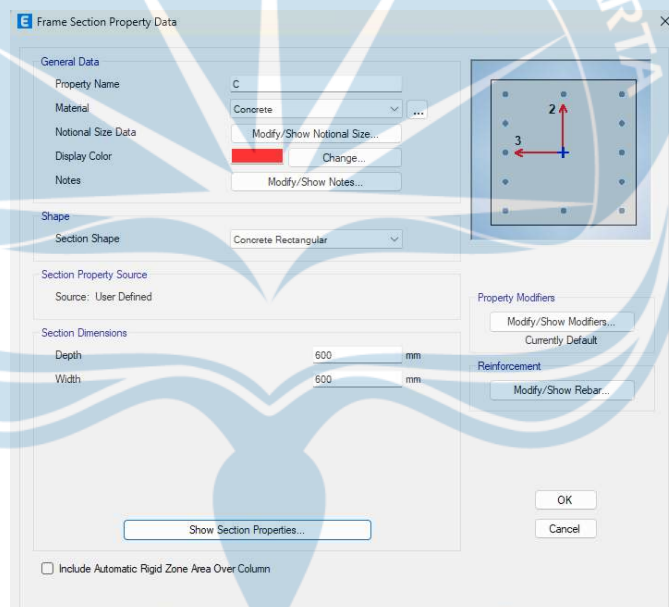 E Frame Section Property Data
General Data
Property Name C
Material Concrete ...
Notional Size Data Modify/Show Notional Size...
Display Color Change...
Notes Modify/Show Notes...
Shape
Section Shape Concrete Rectangular
Section Property Source
Source: User Defined
Section Dimensions
Depth 600 mm
Width 600 mm
Show Section Properties...
Include Automatic Rigid Zone Area Over Column
2
3
Property Modifiers
Modify/Show Modifiers...
Currently Default
Reinforcement
Modify/Show Rebar...
OK
Cancel